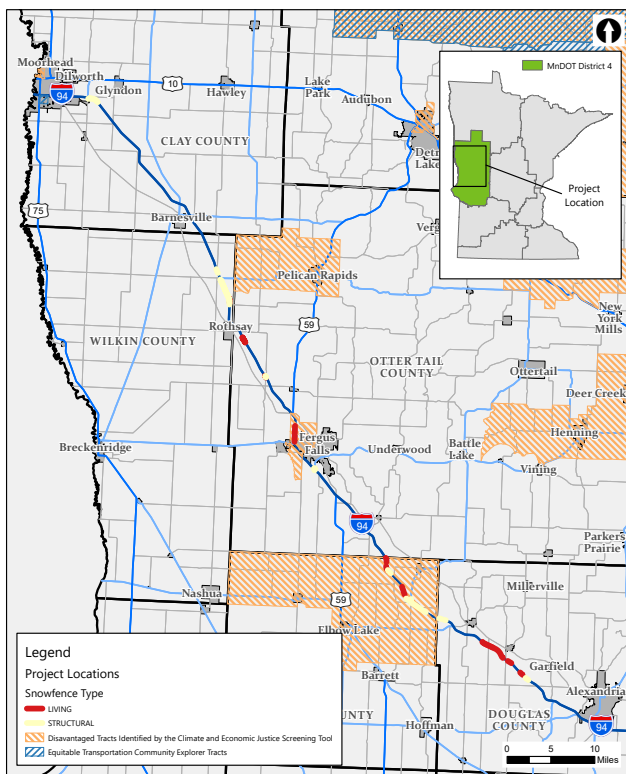 Moorhead
Dilworth
Glyndon
94
10
Hawley
Lake
Park
Audubon
CLAY COUNTY
Detr
Lake
75
Barnesville
Verg
Pelican Rapids
59
Rothsay
WILKIN COUNTY
OTTER TAIL
COUNTY
New
York
Mills
Ottertail
Deer Creek
Henning
Battle
Lake
Vining
Breckenridge
Fergus
Falls
Underwood
94
Parkers
Prairie
Nashua
59
Millerville
Elbow Lake
Barrett
Garfield
Alexandria
UNTY
Hoffman
DOUGLAS
COUNTY
94
MnDOT District 4
Project
Location
Legend
Project Locations
Snowfence Type
LIVING
STRUCTURAL
Disadvantaged Tracts Identified by the Climate and Economic Justice Screening Tool
Equitable Transportation Community Explorer Tracts
0 5 10
Miles